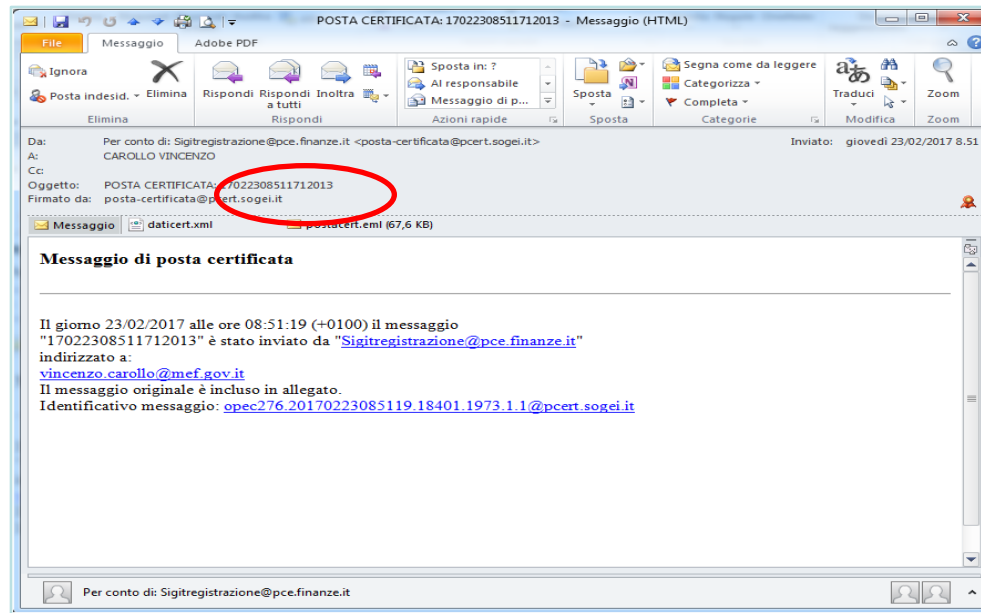 POSTA CERTIFICATA: 17022308511712013 - Messaggio (HTML)
File Messaggio Adobe PDF
Ignora
Posta indesid.
Elimina
Rispondi Rispondi a tutti Inoltra
Sposta in: ?
Al responsabile
Messaggio di p...
Sposta
Segna come da leggere
Categorizza
Completa
Traduci
Zoom
Elimina Rispondi Azioni rapide Sposta Categorie Modifica Zoom
Da: Per conto di: Sigitregistrazione@pce.finanze.it <posta-certificata@pcert.sogei.it> Inviato: giovedì 23/02/2017 8.51
A: CAROLLO VINCENZO
Cc:
Oggetto: POSTA CERTIFICATA: 17022308511712013
Firmato da: posta-certificata@pcert.sogei.it
Messaggio daticert.xml postacert.eml (67,6 KB)
Messaggio di posta certificata
Il giorno 23/02/2017 alle ore 08:51:19 (+0100) il messaggio
"17022308511712013" è stato inviato da "Sigitregistrazione@pce.finanze.it"
indirizzato a:
vincenzo.carollo@mef.gov.it
Il messaggio originale è incluso in allegato.
Identificativo messaggio: opec276.20170223085119.18401.1973.1.1@pcert.sogei.it
Per conto di: Sigitregistrazione@pce.finanze.it